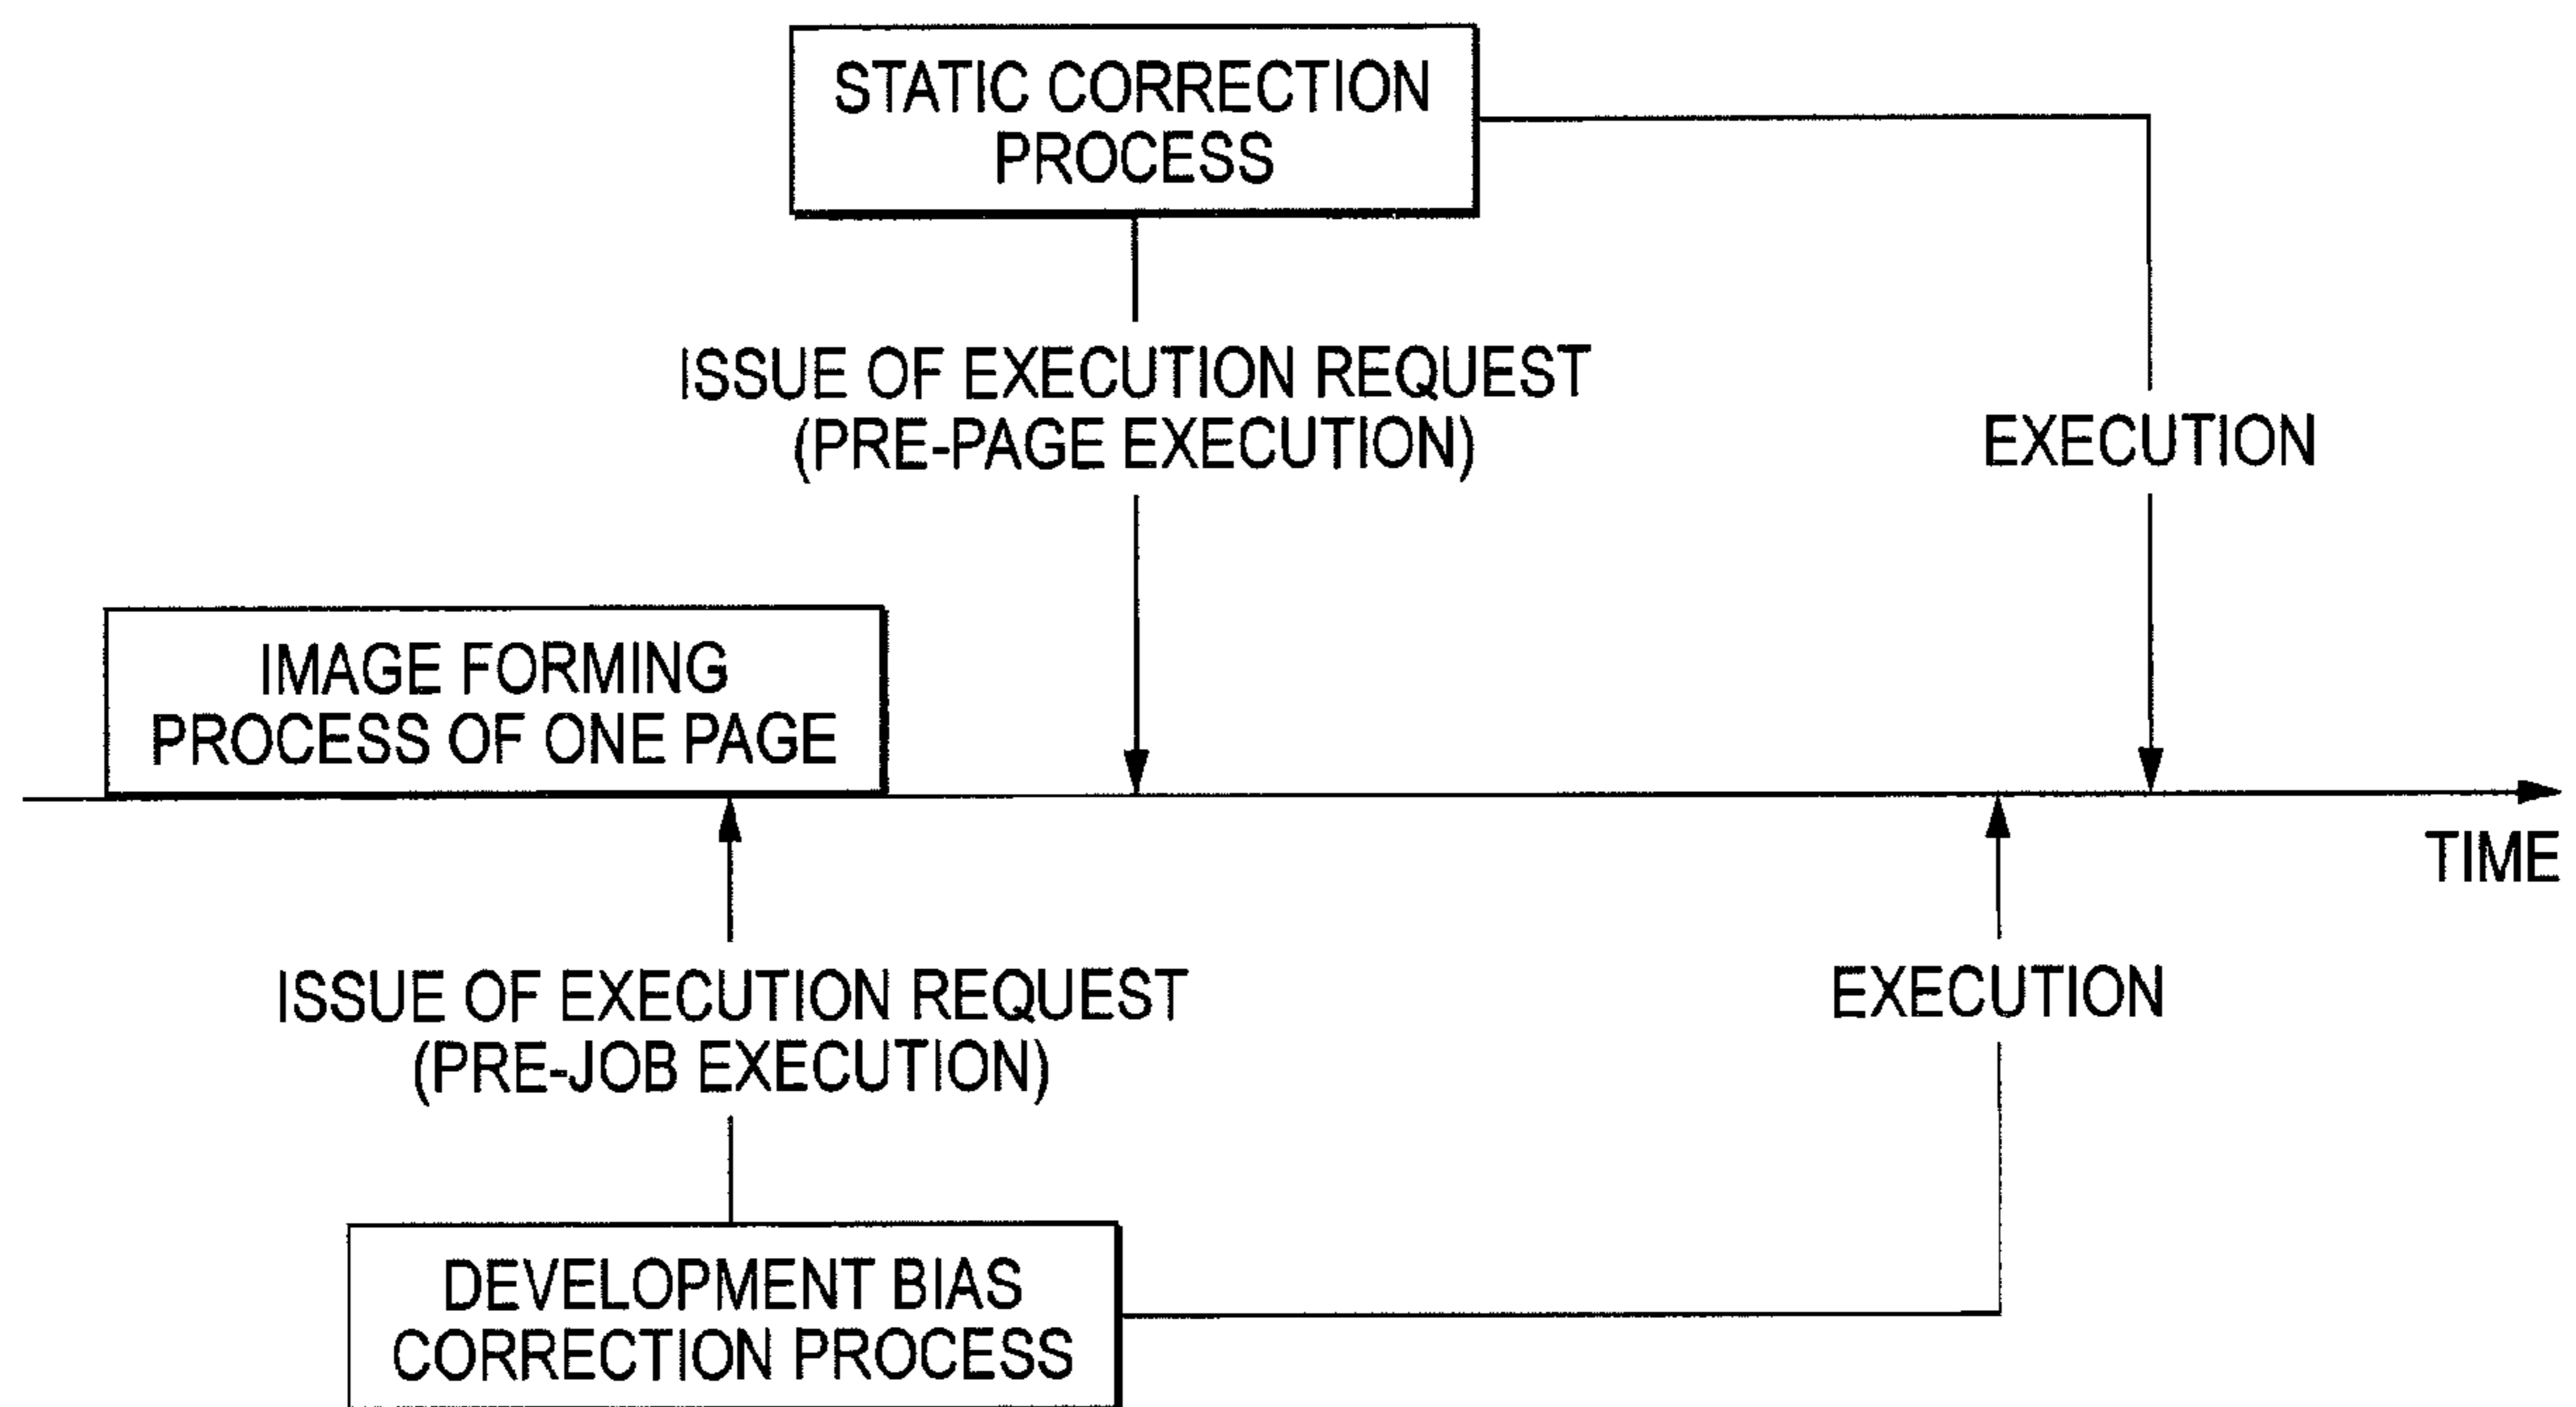 STATIC CORRECTION
PROCESS
ISSUE OF EXECUTION REQUEST
(PRE-PAGE EXECUTION)
EXECUTION
IMAGE FORMING
PROCESS OF ONE PAGE
TIME
ISSUE OF EXECUTION REQUEST
(PRE-JOB EXECUTION)
EXECUTION
DEVELOPMENT BIAS
CORRECTION PROCESS